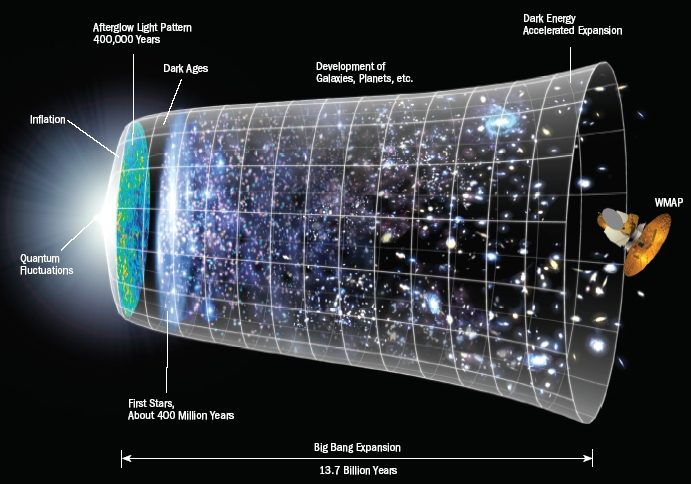 Dark Energy
Accelerated Expansion
Afterglow Light Pattern
400,000 Years
Dark Ages
Development of
Galaxies, Planets, etc.
Inflation
WMAP
Quantum
Fluctuations
First Stars,
About 400 Million Years
Big Bang Expansion
13.7 Billion Years